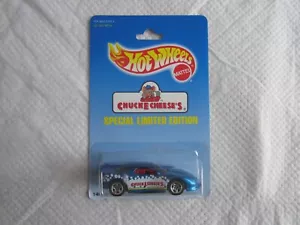 Hot Wheels
MATTEL
CHUCK E CHEESE'S
SPECIAL LIMITED EDITION